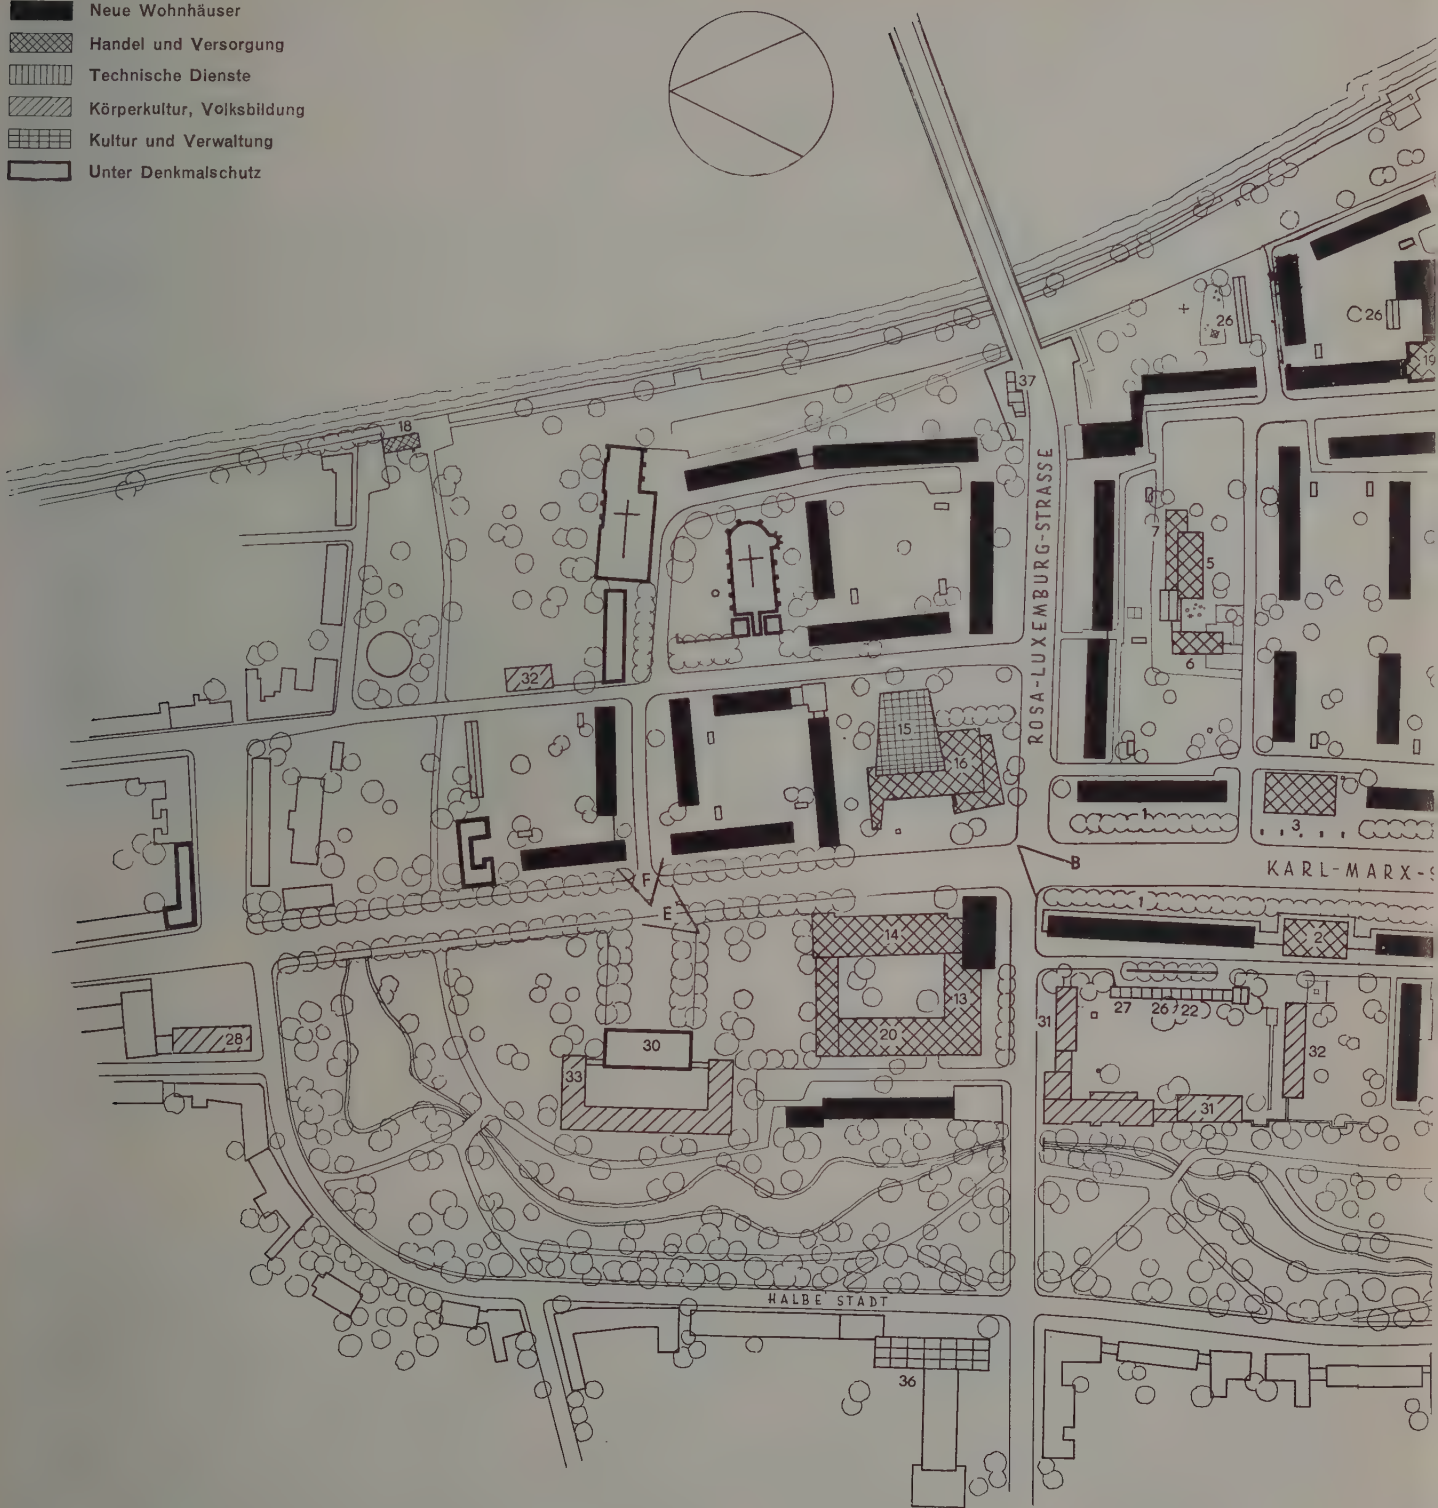 Neue Wohnhäuser
Handel und Versorgung
Technische Dienste
Körperkultur, Volksbildung
Kultur und Verwaltung
Unter Denkmalschutz
26
C26
19
37
18
ROSA-LUXEMBURG-STRASSE
7
5
6
32
15
16
1
3
B
KARL-MARX-S
F
E
1
14
2
13
27
26
22
31
20
28
30
32
33
31
HALBE STADT
36